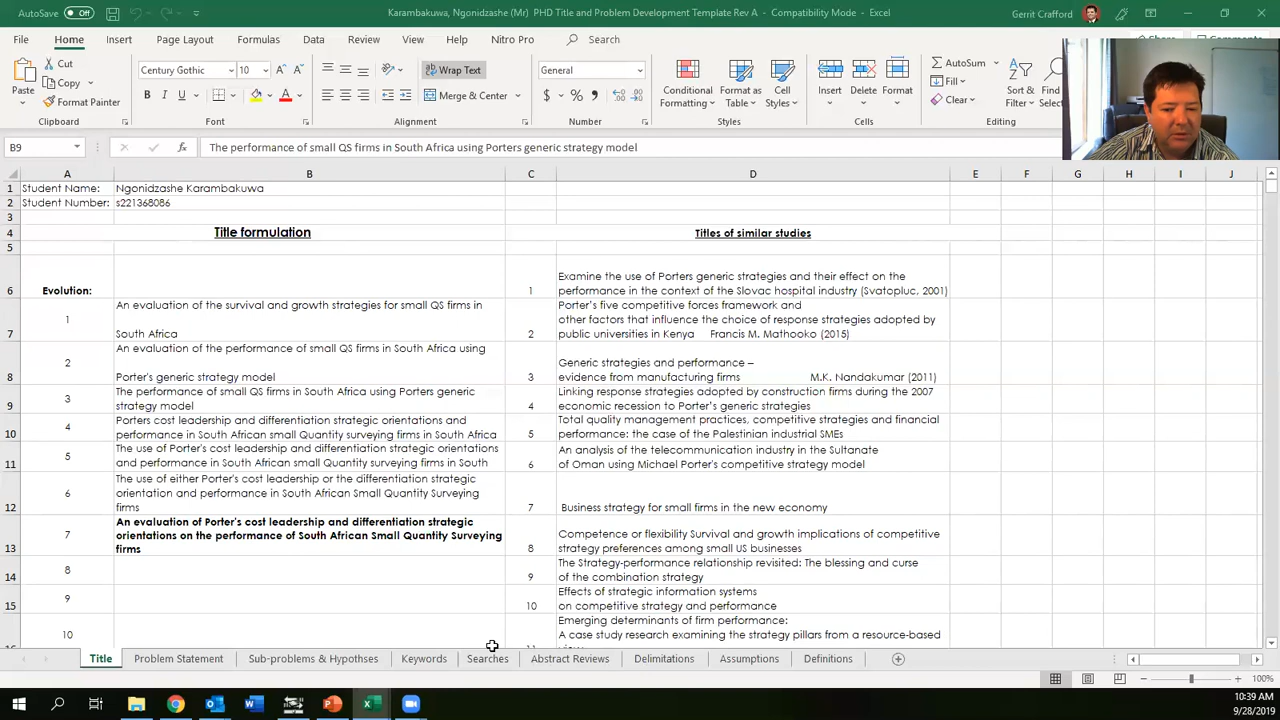 AutoSave Off
Karambakuwa, Ngonidzashe (Mr) PHD Title and Problem Development Template Rev A - Compatibility Mode - Excel
Gerrit Crafford
File Home Insert Page Layout Formulas Data Review View Help Nitro Pro Search
Paste
Cut
Copy
Format Painter
Clipboard
Century Gothic 10
B I U
Font
Wrap Text
Merge & Center
Alignment
General
$ %
Number
Conditional Formatting
Format as Table
Cell Styles
Styles
Insert Delete Format
Cells
AutoSum
Fill
Clear
Sort & Filter
Find
Editing
B9 fx The performance of small QS firms in South Africa using Porters generic strategy model
A B C D E F G H I J
1 Student Name: Ngonidzashe Karambakuwa
2 Student Number: s221368086
3
4 Title formulation Titles of similar studies
5
6 Evolution: 1 Examine the use of Porters generic strategies and their effect on the
performance in the context of the Slovac hospital industry (Svatopluc, 2001)
7 1 An evaluation of the survival and growth strategies for small QS firms in
South Africa
2 Porter's five competitive forces framework and
other factors that influence the choice of response strategies adopted by
public universities in Kenya Francis M. Mathooko (2015)
8 2 An evaluation of the performance of small QS firms in South Africa using
Porter's generic strategy model
3 Generic strategies and performance –
evidence from manufacturing firms M.K. Nandakumar (2011)
9 3 The performance of small QS firms in South Africa using Porters generic
strategy model
4 Linking response strategies adopted by construction firms during the 2007
economic recession to Porter's generic strategies
10 4 Porters cost leadership and differentiation strategic orientations and
performance in South African small Quantity surveying firms in South Africa
5 Total quality management practices, competitive strategies and financial
performance: the case of the Palestinian industrial SMEs
11 5 The use of Porter's cost leadership and differentiation strategic orientations
and performance in South African small Quantity surveying firms in South
6 An analysis of the telecommunication industry in the Sultanate
of Oman using Michael Porter's competitive strategy model
12 6 The use of either Porter's cost leadership or the differentiation strategic
orientation and performance in South African Small Quantity Surveying
firms
7 Business strategy for small firms in the new economy
13 7 An evaluation of Porter's cost leadership and differentiation strategic
orientations on the performance of South African Small Quantity Surveying
firms
8 Competence or flexibility Survival and growth implications of competitive
strategy preferences among small US businesses
14 8
9 The Strategy-performance relationship revisited: The blessing and curse
of the combination strategy
15 9
10 Effects of strategic information systems
on competitive strategy and performance
10
Emerging determinants of firm performance:
A case study research examining the strategy pillars from a resource-based
Title Problem Statement Sub-problems & Hypothses Keywords Searches Abstract Reviews Delimitations Assumptions Definitions
100%
10:39 AM
9/28/2019